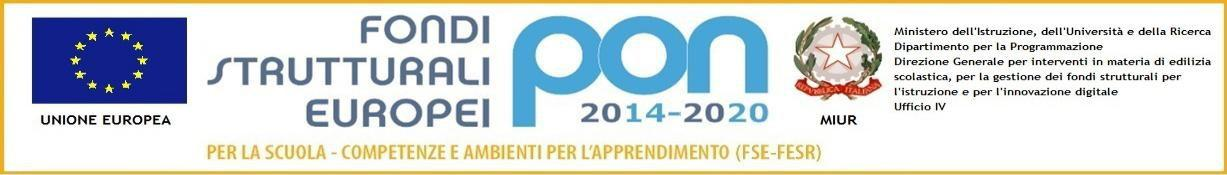 UNIONE EUROPEA
FONDI
STRUTTURALI
EUROPEI
pon
2014-2020
PER LA SCUOLA - COMPETENZE E AMBIENTI PER L'APPRENDIMENTO (FSE-FESR)
REPVBBLICA ITALIANA
MIUR
Ministero dell'Istruzione, dell'Università e della Ricerca
Dipartimento per la Programmazione
Direzione Generale per interventi in materia di edilizia
scolastica, per la gestione dei fondi strutturali per
l'istruzione e per l'innovazione digitale
Ufficio IV